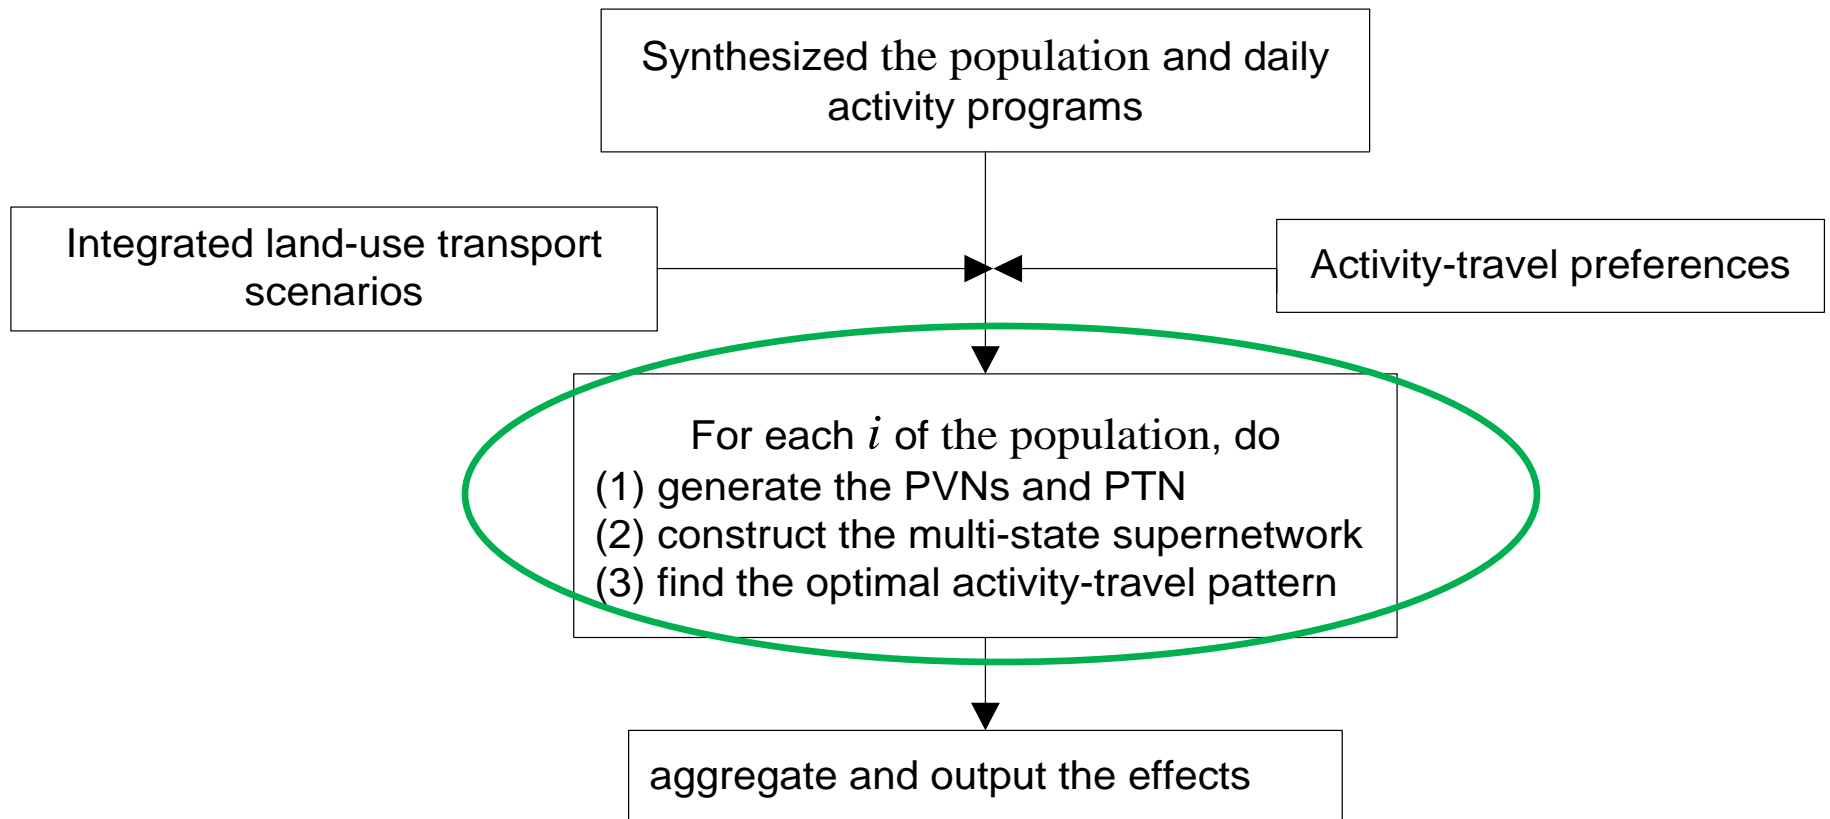 Synthesized the population and daily
activity programs
Integrated land-use transport
scenarios
Activity-travel preferences
For each i of the population, do
(1) generate the PVNs and PTN
(2) construct the multi-state supernetwork
(3) find the optimal activity-travel pattern
aggregate and output the effects